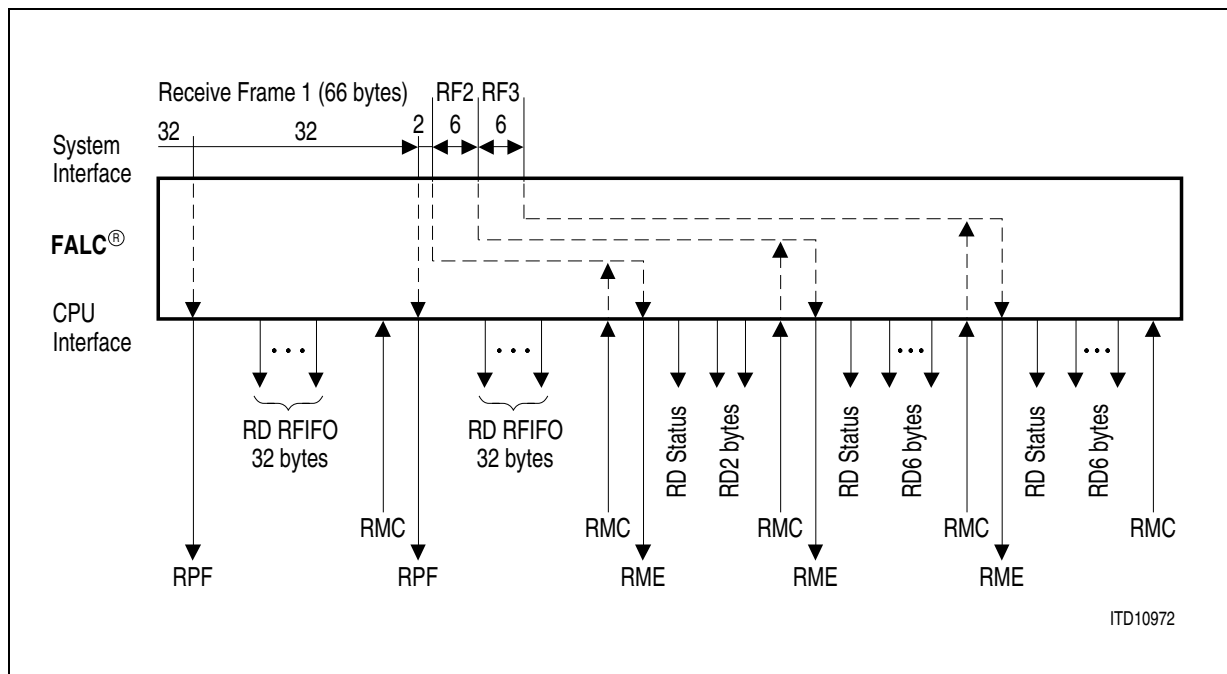 Receive Frame 1 (66 bytes) RF2 RF3
32 32 2 6 6
System
Interface
FALC®
CPU
Interface
RD RFIFO
32 bytes
RD RFIFO
32 bytes
RD Status
RD2 bytes
RD Status
RD6 bytes
RD Status
RD6 bytes
RMC RMC RMC RMC RMC
RPF RPF RME RME RME
ITD10972